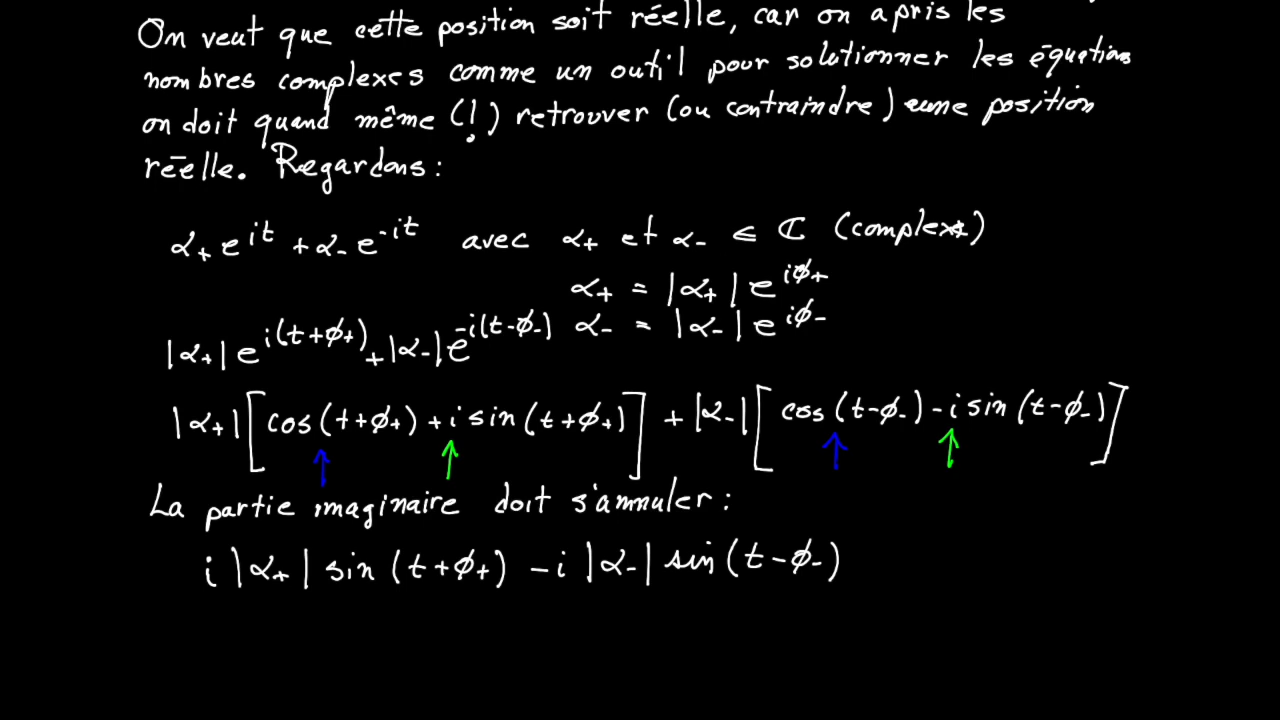 On veut que cette position soit réelle, car on a pris les
nombres complexes comme un outil pour solutionner les équations
on doit quand même (!) retrouver (ou contraindre) une position
réelle. Regardons :
α₊ e^{it} + α₋ e^{-it} avec α₊ et α₋ ∈ ℂ (complexe)
α₊ = |α₊| e^{iϕ₊}
α₋ = |α₋| e^{iϕ₋}
|α₊| e^{i(t+ϕ₊)} + |α₋| e^{-i(t-ϕ₋)}
|α₊| [cos(t+ϕ₊) + i sin(t+ϕ₊)] + |α₋| [cos(t-ϕ₋) - i sin(t-ϕ₋)]
La partie imaginaire doit s'annuler :
i |α₊| sin(t+ϕ₊) - i |α₋| sin(t-ϕ₋)